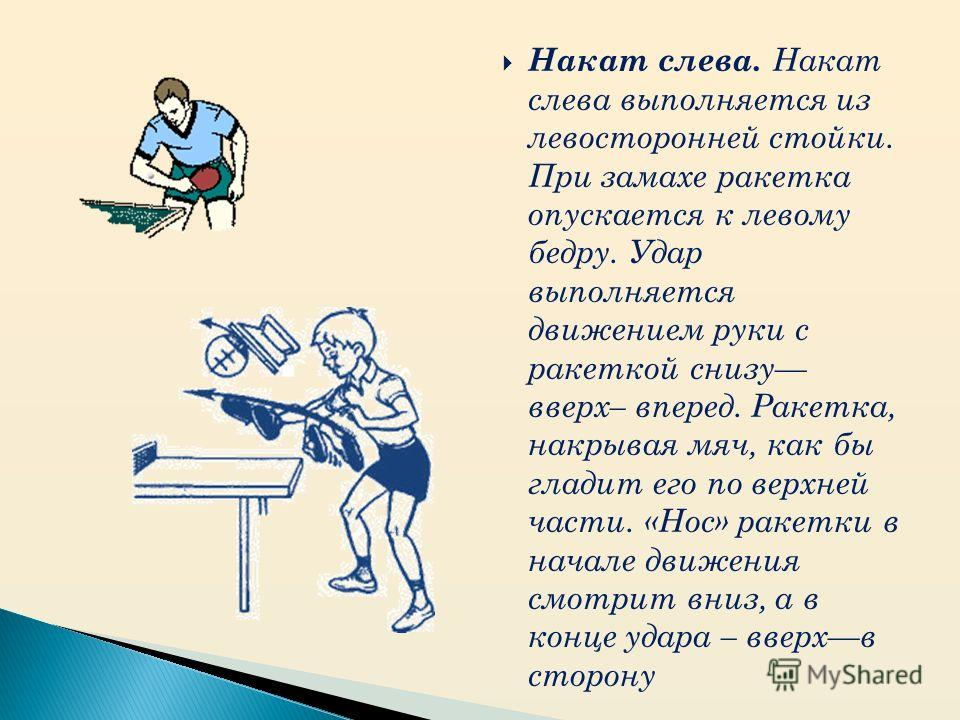 Накат слева. Накат
слева выполняется из
левосторонней стойки.
При замахе ракетка
опускается к левому
бедру. Удар
выполняется
движением руки с
ракеткой снизу—
вверх– вперед. Ракетка,
накрывая мяч, как бы
гладит его по верхней
части. «Нос» ракетки в
начале движения
смотрит вниз, а в
конце удара – вверх—в
сторону
MyShared